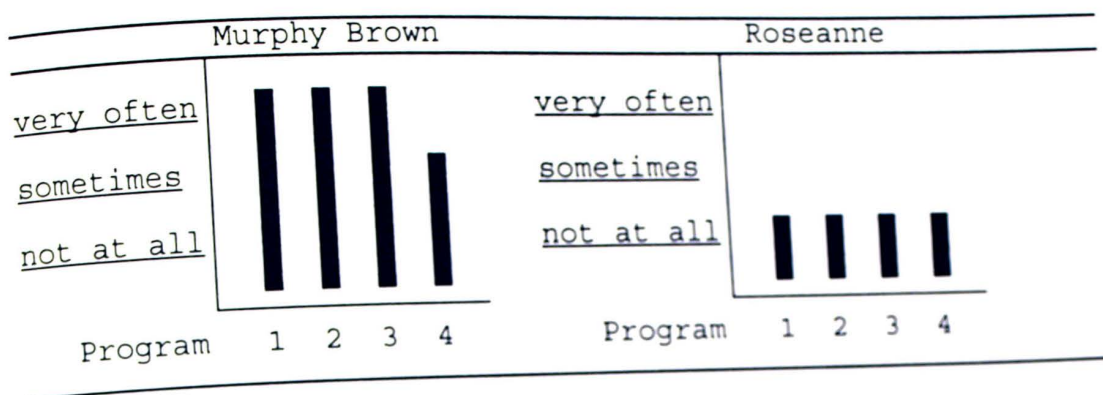 Murphy Brown
Roseanne
very often
sometimes
not at all
Program 1 2 3 4
very often
sometimes
not at all
Program 1 2 3 4